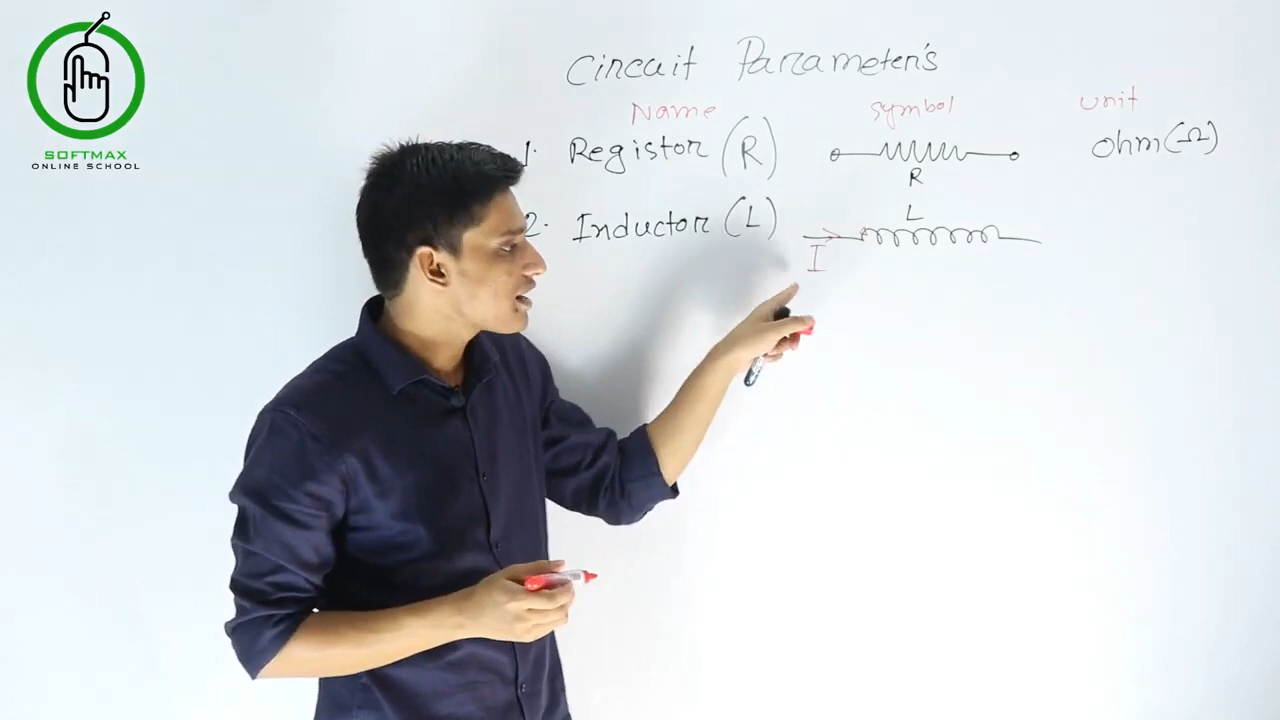 SOFTMAX
ONLINE SCHOOL
Circuit Parameter's
Name symbol unit
1. Registor (R) R ohm (Ω)
2. Inductor (L) L
I